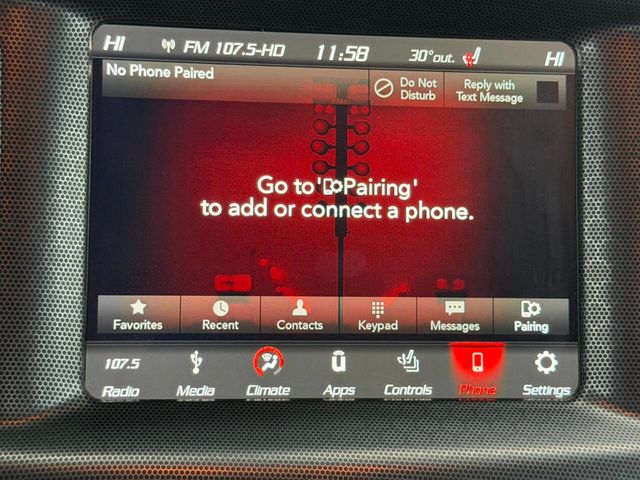 HI FM 107.5-HD 11:58 30°out. HI
No Phone Paired
Do Not
Disturb
Reply with
Text Message
STAGE
Go to 'Pairing'
to add or connect a phone.
Favorites Recent Contacts Keypad Messages Pairing
107.5
Radio Media Climate Apps Controls Phone Settings